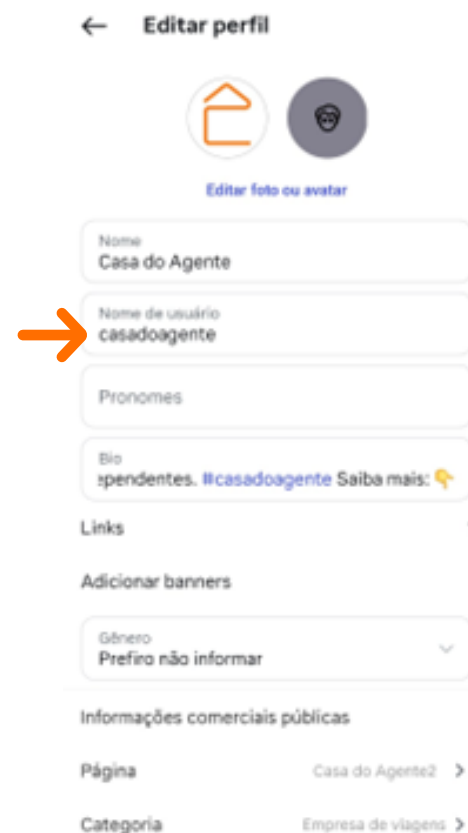 Editar perfil
Editar foto ou avatar
Nome
Casa do Agente
Nome de usuário
casadoagente
Pronomes
Bio
ependentes. #casadoagente Saiba mais: 👇
Links
Adicionar banners
Gênero
Prefiro não informar
Informações comerciais públicas
Página Casa do Agente2
Categoria Empresa de viagens